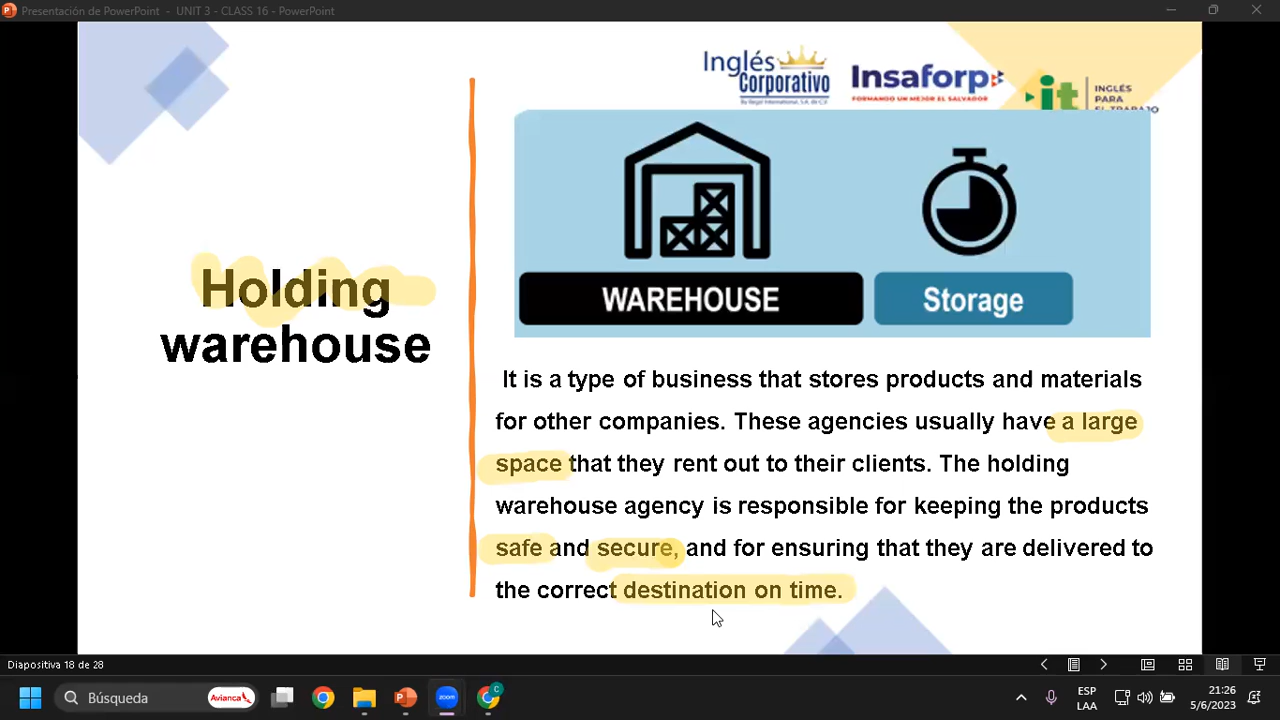 Presentación de PowerPoint - UNIT 3 - CLASS 16 - PowerPoint
Inglés
Corporativo
Insaforp
FORMANDO UN MEJOR EL SALVADOR
it
INGLÉS
PARA
EL TRABAJO
WAREHOUSE
Storage
Holding
warehouse
It is a type of business that stores products and materials
for other companies. These agencies usually have a large
space that they rent out to their clients. The holding
warehouse agency is responsible for keeping the products
safe and secure, and for ensuring that they are delivered to
the correct destination on time.
Diapositiva 18 de 28
Búsqueda
Avianca
zoom
C
ESP
LAA
21:26
5/6/2023